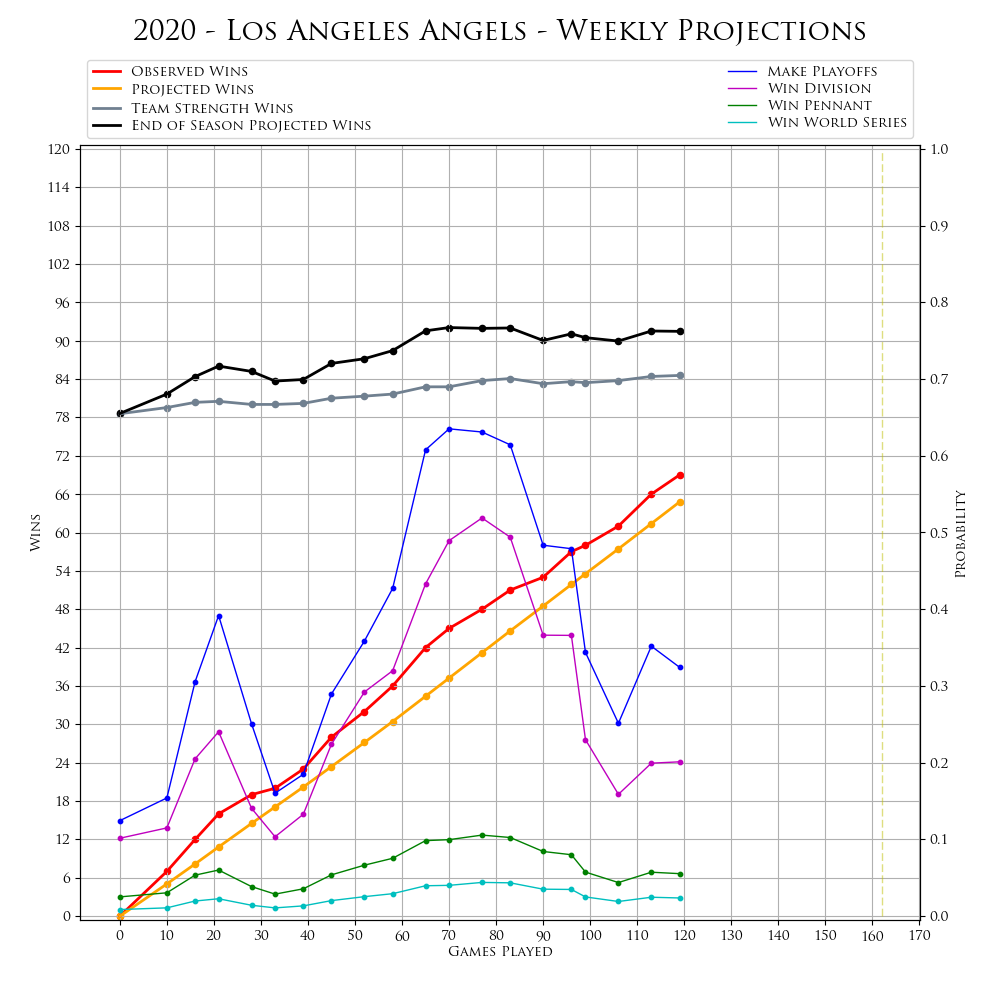 2020 - Los Angeles Angels - Weekly Projections
Observed Wins
Projected Wins
Team Strength Wins
End of Season Projected Wins
Make Playoffs
Win Division
Win Pennant
Win World Series
120
114
108
102
96
90
84
78
72
66
60
54
48
42
36
30
24
18
12
6
0
Wins
1.0
0.9
0.8
0.7
0.6
0.5
0.4
0.3
0.2
0.1
0.0
Probability
0 10 20 30 40 50 60 70 80 90 100 110 120 130 140 150 160 170
Games Played